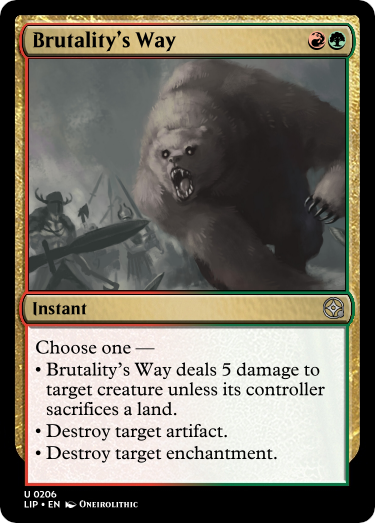 Brutality's Way
Instant
Choose one —
• Brutality's Way deals 5 damage to
target creature unless its controller
sacrifices a land.
• Destroy target artifact.
• Destroy target enchantment.
U 0206
LIP • EN Oneirolithic